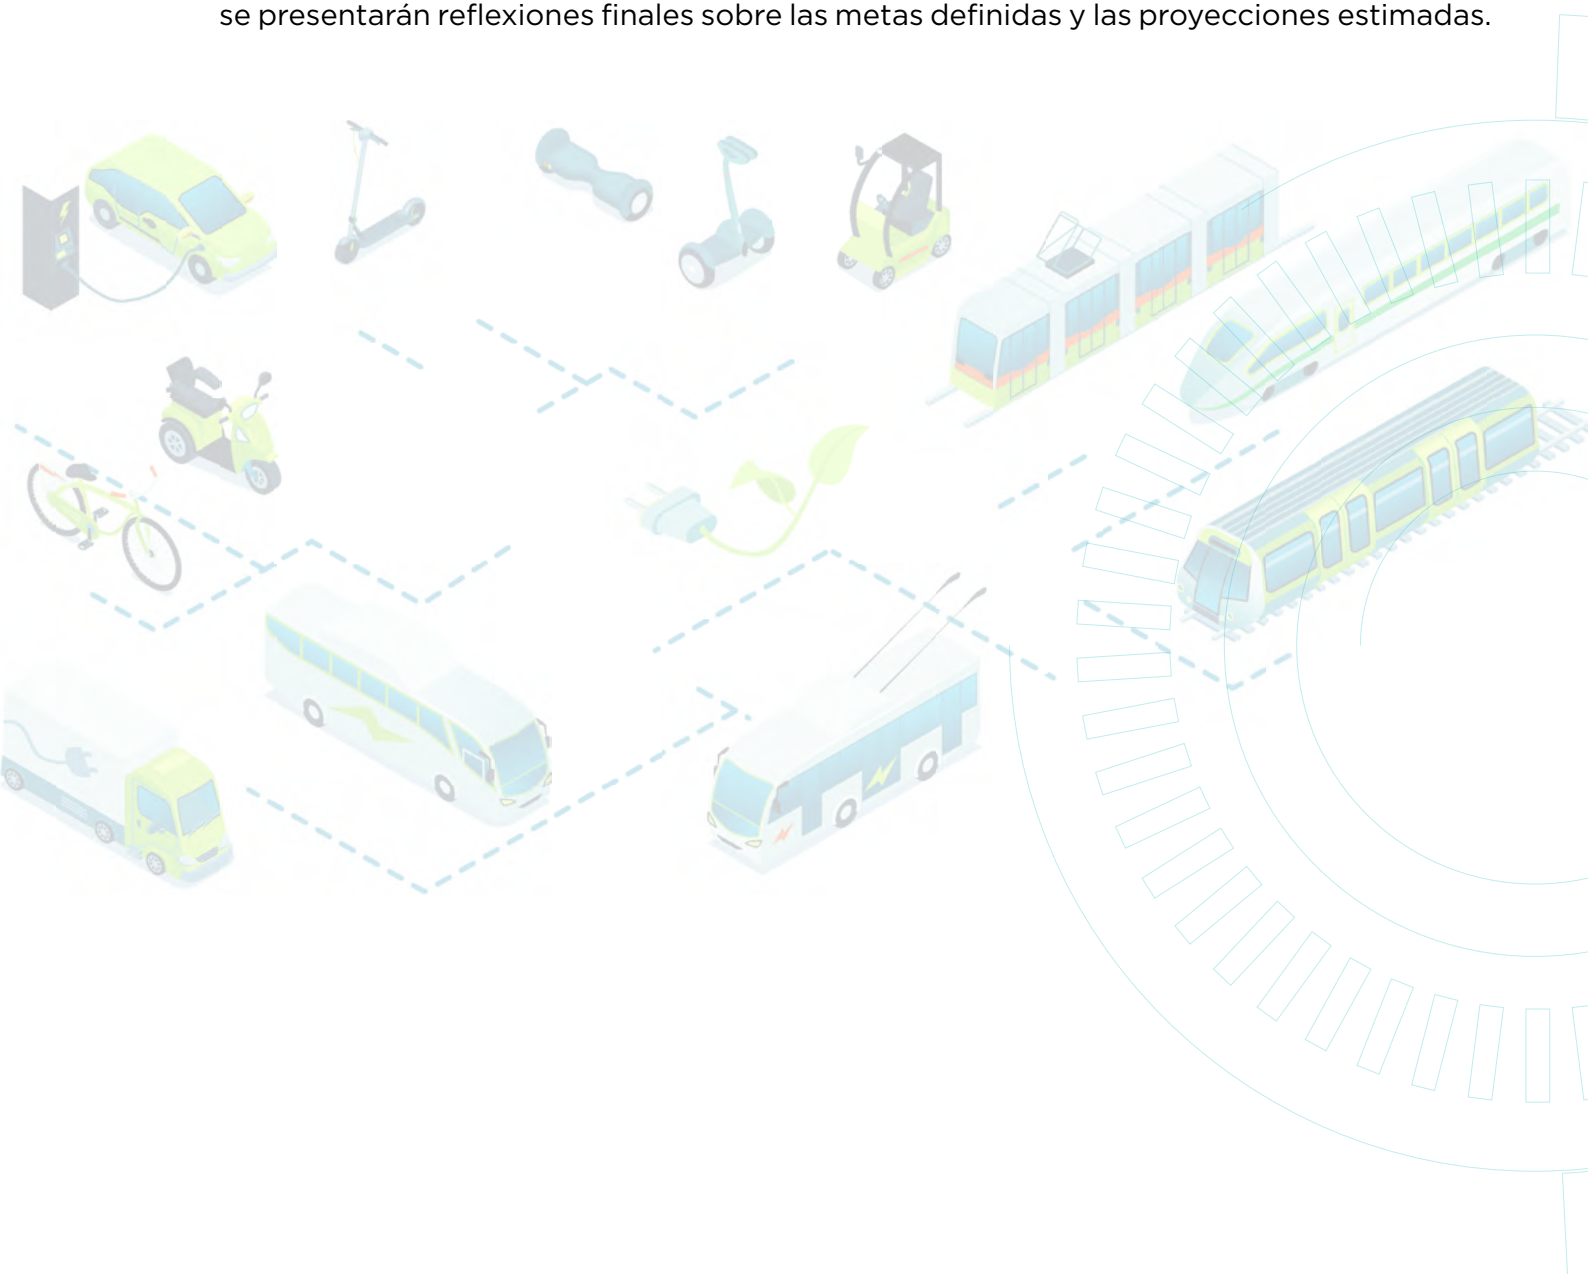 se presentarán reflexiones finales sobre las metas definidas y las proyecciones estimadas.